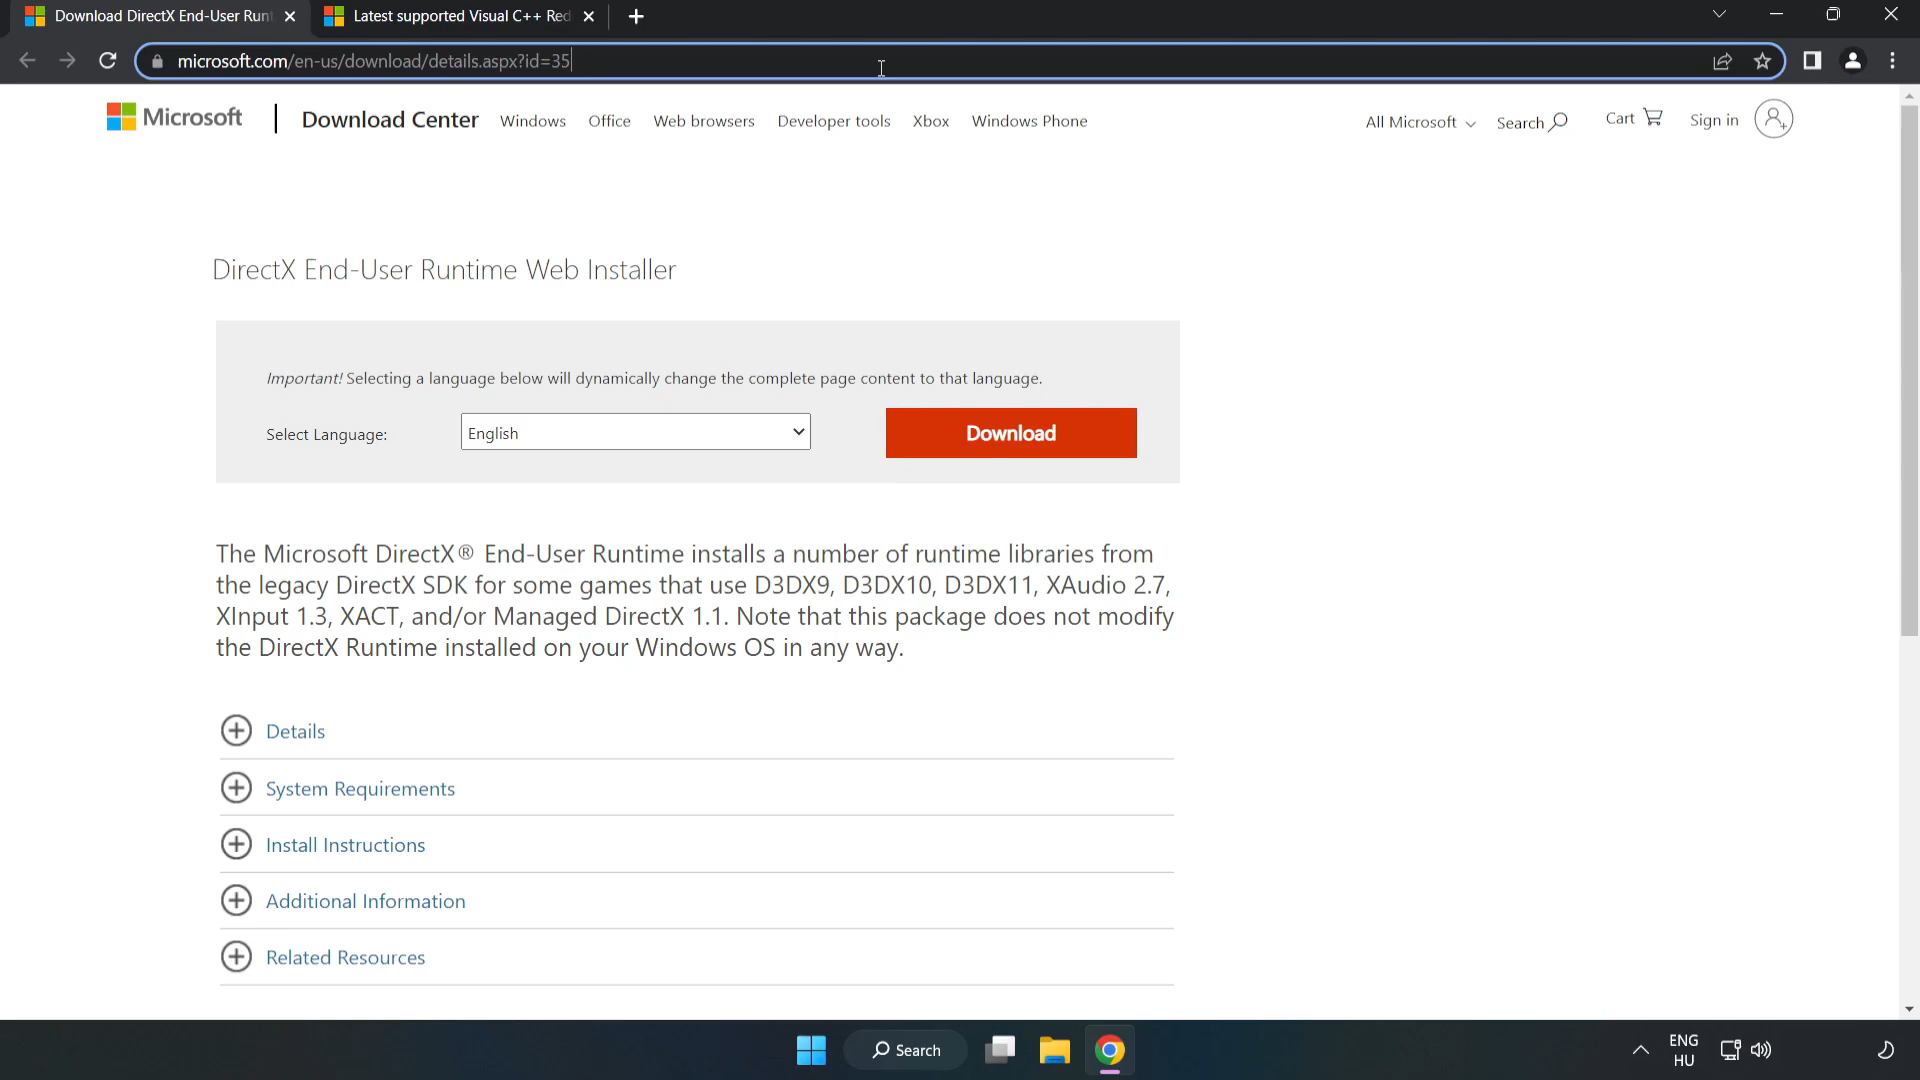 Download DirectX End-User Runt
Latest supported Visual C++ Red
microsoft.com/en-us/download/details.aspx?id=35
Microsoft
Download Center
Windows
Office
Web browsers
Developer tools
Xbox
Windows Phone
All Microsoft
Search
Cart
Sign in
DirectX End-User Runtime Web Installer
Important! Selecting a language below will dynamically change the complete page content to that language.
Select Language:
English
Download
The Microsoft DirectX® End-User Runtime installs a number of runtime libraries from
the legacy DirectX SDK for some games that use D3DX9, D3DX10, D3DX11, XAudio 2.7,
XInput 1.3, XACT, and/or Managed DirectX 1.1. Note that this package does not modify
the DirectX Runtime installed on your Windows OS in any way.
Details
System Requirements
Install Instructions
Additional Information
Related Resources
Search
ENG
HU